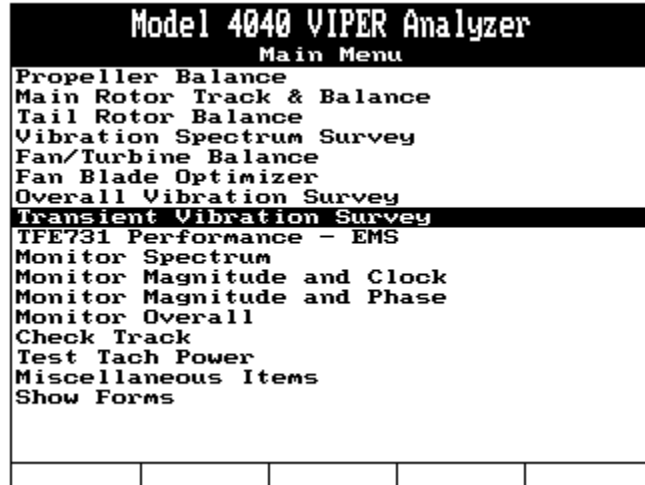 Model 4040 VIPER Analyzer
Main Menu
Propeller Balance
Main Rotor Track & Balance
Tail Rotor Balance
Vibration Spectrum Survey
Fan/Turbine Balance
Fan Blade Optimizer
Overall Vibration Survey
Transient Vibration Survey
TFE731 Performance – EMS
Monitor Spectrum
Monitor Magnitude and Clock
Monitor Magnitude and Phase
Monitor Overall
Check Track
Test Tach Power
Miscellaneous Items
Show Forms